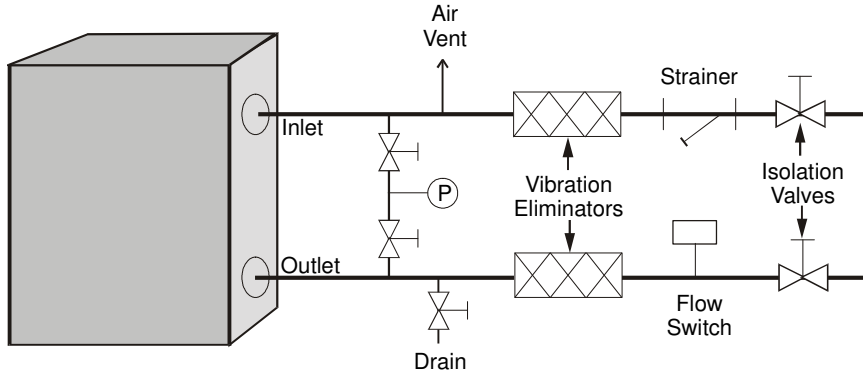 Air
Vent
Strainer
Inlet
P
Vibration
Eliminators
Isolation
Valves
Outlet
Flow
Switch
Drain